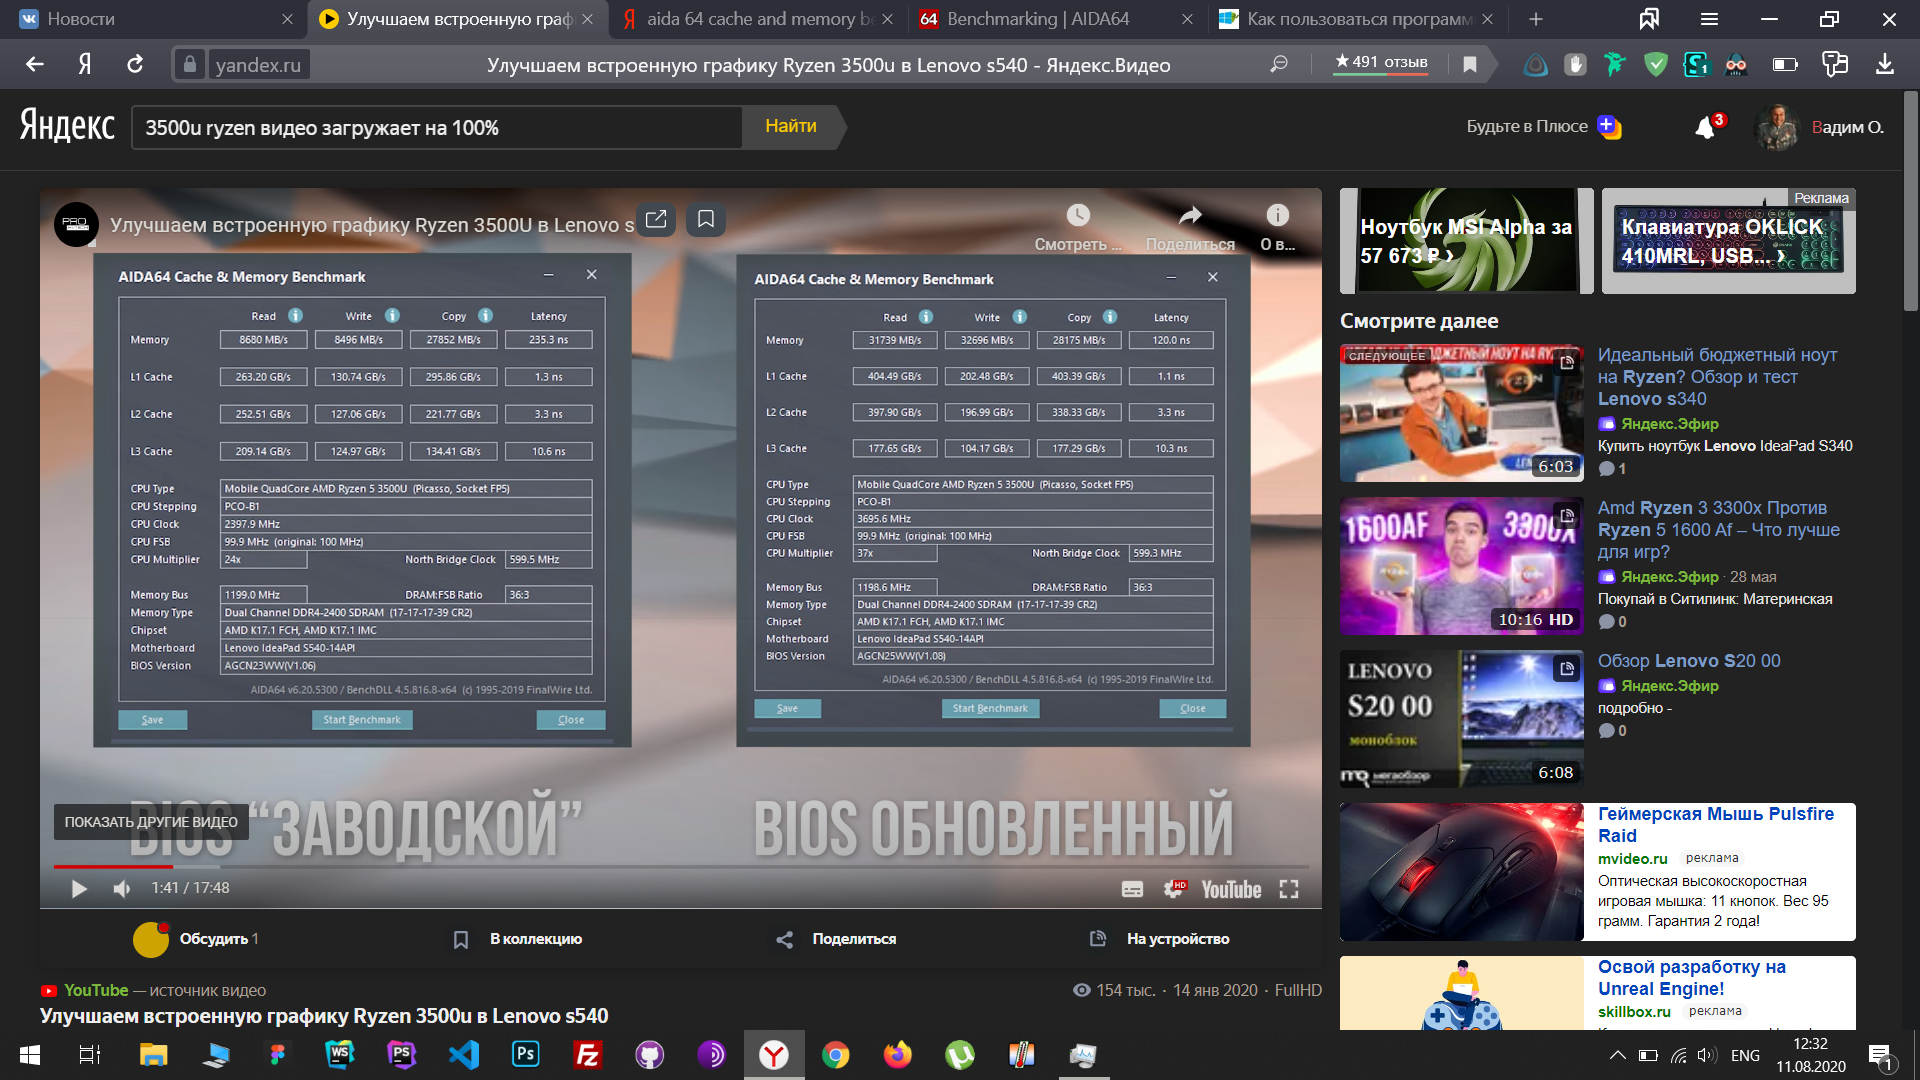 Новости
Улучшаем встроенную граф
aida 64 cache and memory be
Benchmarking | AIDA64
Как пользоваться программ
yandex.ru
Улучшаем встроенную графику Ryzen 3500u в Lenovo s540 - Яндекс.Видео
★491 отзыв
Яндекс
3500u ryzen видео загружает на 100%
Найти
Будьте в Плюсе
3
Вадим О.
Улучшаем встроенную графику Ryzen 3500U в Lenovo s
Смотреть ...
Поделиться
О в...
AIDA64 Cache & Memory Benchmark
Read Write Copy Latency
Memory 8680 MB/s 8496 MB/s 27852 MB/s 235.3 ns
L1 Cache 263.20 GB/s 130.74 GB/s 295.86 GB/s 1.3 ns
L2 Cache 252.51 GB/s 127.06 GB/s 221.77 GB/s 3.3 ns
L3 Cache 209.14 GB/s 124.97 GB/s 134.41 GB/s 10.6 ns
CPU Type Mobile QuadCore AMD Ryzen 5 3500U (Picasso, Socket FP5)
CPU Stepping PCO-B1
CPU Clock 2397.9 MHz
CPU FSB 99.9 MHz (original: 100 MHz)
CPU Multiplier 24x North Bridge Clock 599.5 MHz
Memory Bus 1199.0 MHz DRAM:FSB Ratio 36:3
Memory Type Dual Channel DDR4-2400 SDRAM (17-17-17-39 CR2)
Chipset AMD K17.1 FCH, AMD K17.1 IMC
Motherboard Lenovo IdeaPad S540-14API
BIOS Version AGCN23WW(V1.06)
AIDA64 v6.20.5300 / BenchDLL 4.5.816.8-x64 (c) 1995-2019 FinalWire Ltd.
Save Start Benchmark Close
AIDA64 Cache & Memory Benchmark
Read Write Copy Latency
Memory 31739 MB/s 32696 MB/s 28175 MB/s 120.0 ns
L1 Cache 404.49 GB/s 202.48 GB/s 403.39 GB/s 1.1 ns
L2 Cache 397.90 GB/s 196.99 GB/s 338.33 GB/s 3.3 ns
L3 Cache 177.65 GB/s 104.17 GB/s 177.29 GB/s 10.3 ns
CPU Type Mobile QuadCore AMD Ryzen 5 3500U (Picasso, Socket FP5)
CPU Stepping PCO-B1
CPU Clock 3695.6 MHz
CPU FSB 99.9 MHz (original: 100 MHz)
CPU Multiplier 37x North Bridge Clock 599.3 MHz
Memory Bus 1198.6 MHz DRAM:FSB Ratio 36:3
Memory Type Dual Channel DDR4-2400 SDRAM (17-17-17-39 CR2)
Chipset AMD K17.1 FCH, AMD K17.1 IMC
Motherboard Lenovo IdeaPad S540-14API
BIOS Version AGCN25WW(V1.08)
AIDA64 v6.20.5300 / BenchDLL 4.5.816.8-x64 (c) 1995-2019 FinalWire Ltd.
Save Start Benchmark Close
BIOS “ЗАВОДСКОЙ”
BIOS ОБНОВЛЕННЫЙ
ПОКАЗАТЬ ДРУГИЕ ВИДЕО
1:41 / 17:48
HD
YouTube
Обсудить 1
В коллекцию
Поделиться
На устройство
YouTube — источник видео
154 тыс. · 14 янв 2020 · FullHD
Улучшаем встроенную графику Ryzen 3500u в Lenovo s540
Ноутбук MSI Alpha за
57 673 ₽ ›
Реклама
Клавиатура OKLICK
410MRL, USB... ›
Смотрите далее
СЛЕДУЮЩЕЕ
6:03
Идеальный бюджетный ноут
на Ryzen? Обзор и тест
Lenovo s340
Яндекс.Эфир
Купить ноутбук Lenovo IdeaPad S340
1
1600AF 3300X
10:16 HD
Amd Ryzen 3 3300x Против
Ryzen 5 1600 Af – Что лучше
для игр?
Яндекс.Эфир · 28 мая
Покупай в Ситилинк: Материнская
0
LENOVO
S20 00
моноблок
мегаобзор
6:08
Обзор Lenovo S20 00
Яндекс.Эфир
подробно -
0
Геймерская Мышь Pulsfire
Raid
mvideo.ru реклама
Оптическая высокоскоростная
игровая мышка: 11 кнопок. Вес 95
грамм. Гарантия 2 года!
Освой разработку на
Unreal Engine!
skillbox.ru реклама
ENG
12:32
11.08.2020
1